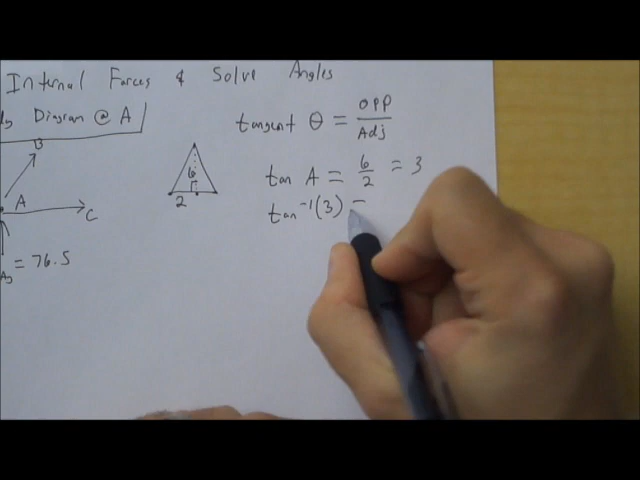 Internal Forces & Solve Angles
Diagram @ A
B
A
C
= 76.5
6
2
tangent θ = opp/Adj
tan A = 6/2 = 3
tan⁻¹(3) =